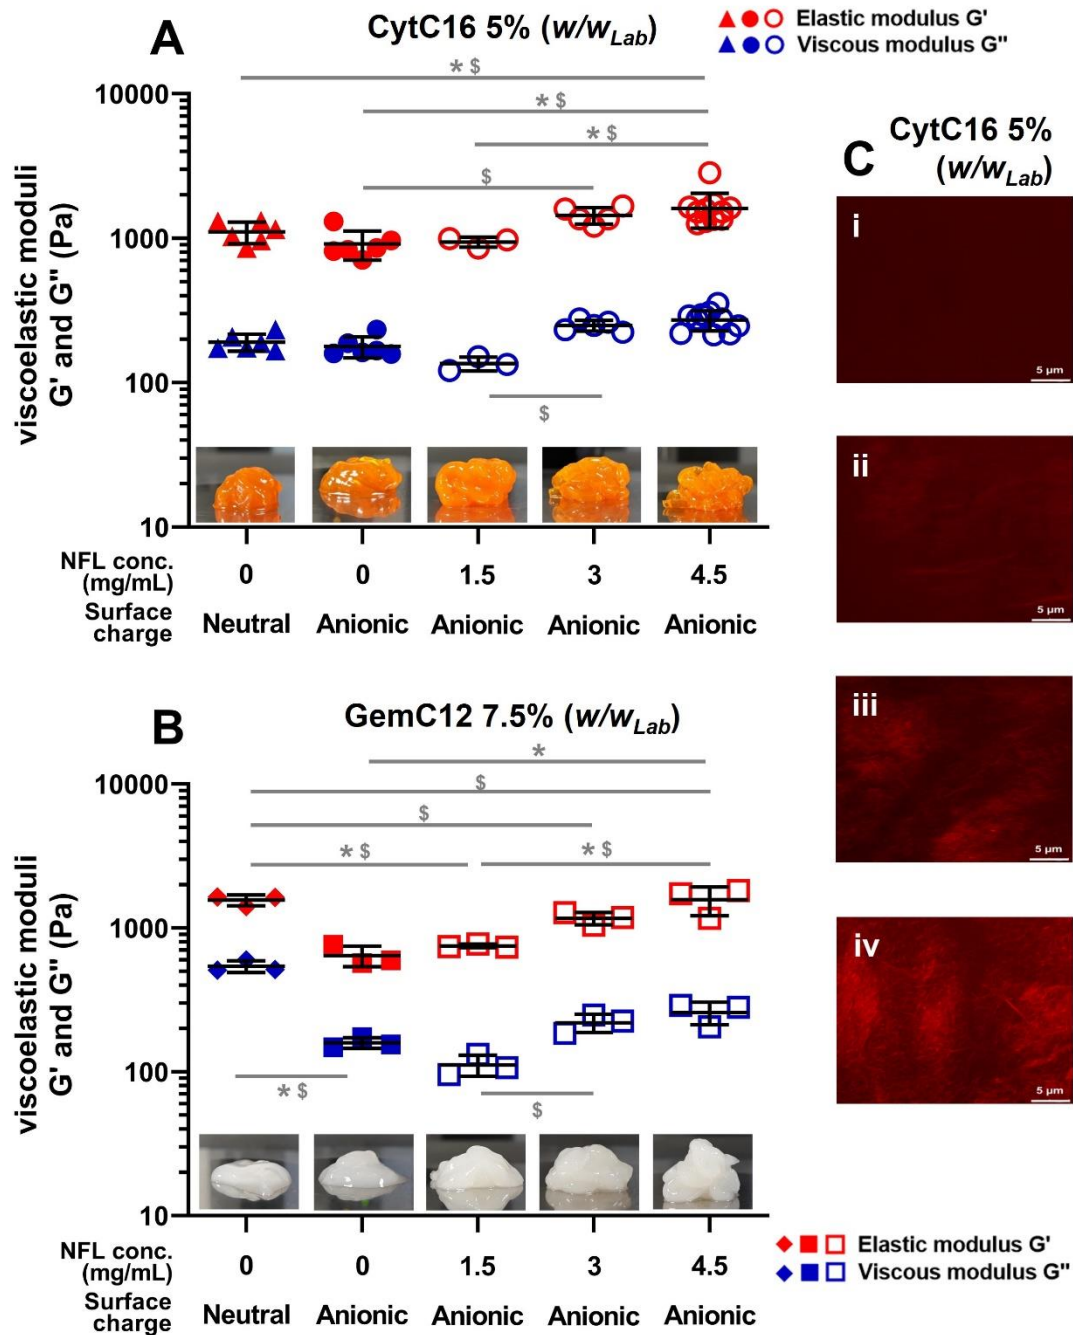 A
CytC16 5% (w/wLab)
Elastic modulus G'
Viscous modulus G"
* $
* $
* $
$
10000
1000
100
10
viscoelastic moduli
G' and G" (Pa)
$
NFL conc.
(mg/mL)
0
0
1.5
3
4.5
Surface
charge
Neutral
Anionic
Anionic
Anionic
Anionic
B
GemC12 7.5% (w/wLab)
*
$
$
* $
* $
10000
1000
100
10
viscoelastic moduli
G' and G" (Pa)
* $
$
NFL conc.
(mg/mL)
0
0
1.5
3
4.5
Surface
charge
Neutral
Anionic
Anionic
Anionic
Anionic
Elastic modulus G'
Viscous modulus G"
C
CytC16 5%
(w/wLab)
i
5 µm
ii
5 µm
iii
5 µm
iv
5 µm